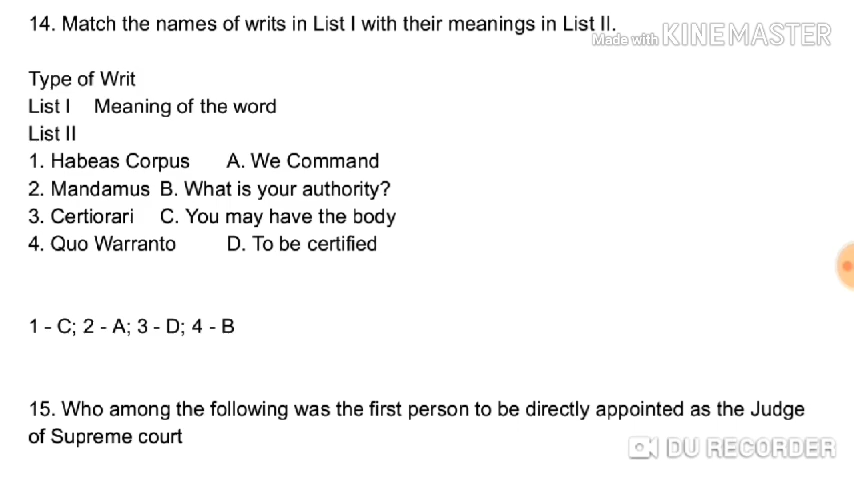 14. Match the names of writs in List I with their meanings in List II.
Made with KINEMASTER
Type of Writ
List I Meaning of the word
List II
1. Habeas Corpus A. We Command
2. Mandamus B. What is your authority?
3. Certiorari C. You may have the body
4. Quo Warranto D. To be certified
1 - C; 2 - A; 3 - D; 4 - B
15. Who among the following was the first person to be directly appointed as the Judge
of Supreme court
DU RECORDER